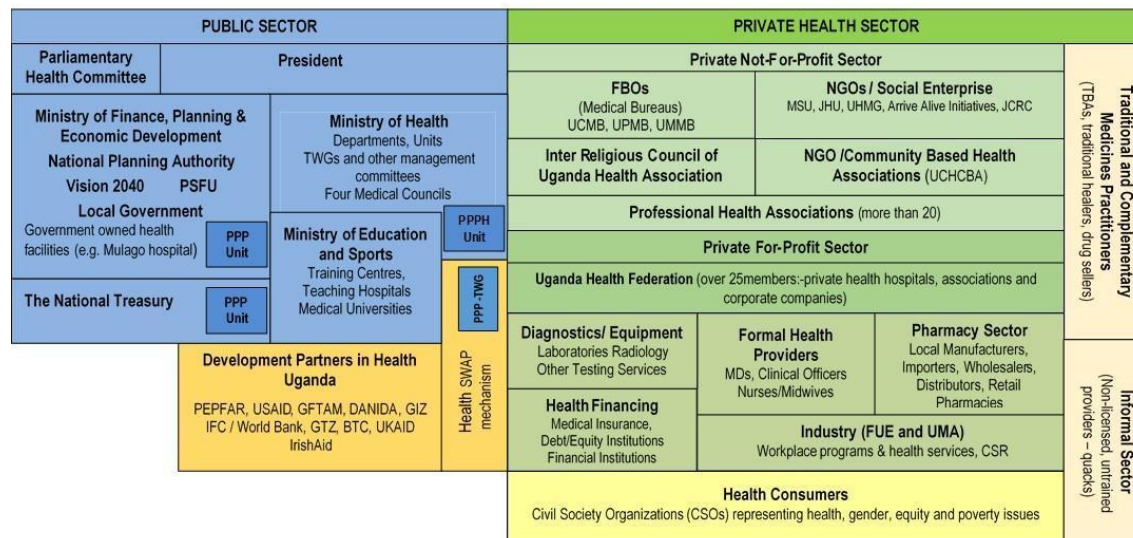 PUBLIC SECTOR
PRIVATE HEALTH SECTOR
Parliamentary
Health Committee
President
Ministry of Finance, Planning &
Economic Development
National Planning Authority
Vision 2040 PSFU
Local Government
Government owned health
facilities (e.g. Mulago hospital)
PPP
Unit
Ministry of Health
Departments, Units
TWGs and other management
committees
Four Medical Councils
PPPH
Unit
Ministry of Education
and Sports
Training Centres,
Teaching Hospitals
Medical Universities
PPP -TWG
The National Treasury
PPP
Unit
Development Partners in Health
Uganda
PEPFAR, USAID, GFTAM, DANIDA, GIZ
IFC / World Bank, GTZ, BTC, UKAID
IrishAid
Health SWAP
mechanism
Private Not-For-Profit Sector
FBOs
(Medical Bureaus)
UCMB, UPMB, UMMB
NGOs / Social Enterprise
MSU, JHU, UHMG, Arrive Alive Initiatives, JCRC
Inter Religious Council of
Uganda Health Association
NGO /Community Based Health
Associations (UCHCBA)
Professional Health Associations (more than 20)
Private For-Profit Sector
Uganda Health Federation (over 25members:-private health hospitals, associations and
corporate companies)
Diagnostics/ Equipment
Laboratories Radiology
Other Testing Services
Formal Health
Providers
MDs, Clinical Officers
Nurses/Midwives
Pharmacy Sector
Local Manufacturers,
Importers, Wholesalers,
Distributors, Retail
Pharmacies
Health Financing
Medical Insurance,
Debt/Equity Institutions
Financial Institutions
Industry (FUE and UMA)
Workplace programs & health services, CSR
Health Consumers
Civil Society Organizations (CSOs) representing health, gender, equity and poverty issues
Traditional and Complementary
Medicines Practitioners
(TBAs, traditional healers, drug sellers)
Informal Sector
(Non-licensed, untrained
providers – quacks)